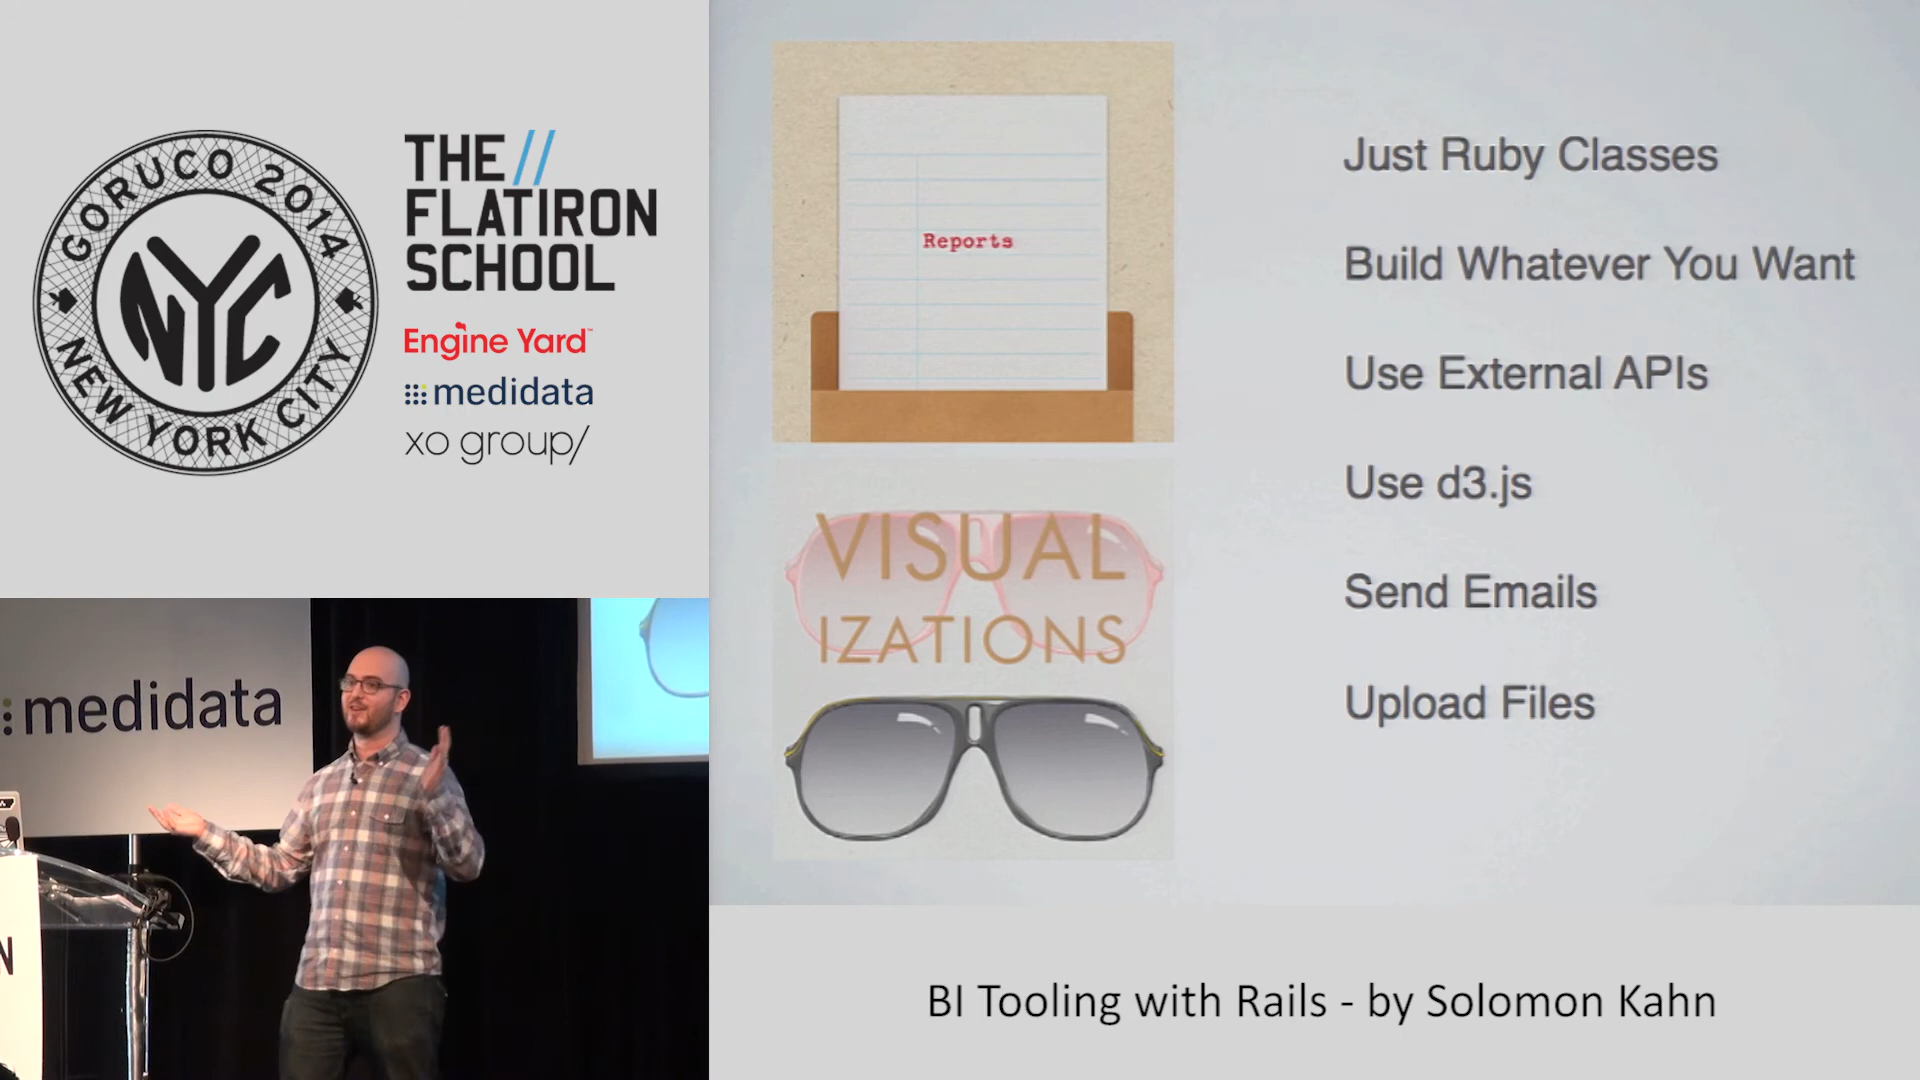 GORUCO 2014
NYC
NEW YORK CITY
THE //
FLATIRON
SCHOOL
Engine Yard™
medidata
xo group/
medidata
N
Reports
VISUAL
IZATIONS
Just Ruby Classes
Build Whatever You Want
Use External APIs
Use d3.js
Send Emails
Upload Files
BI Tooling with Rails - by Solomon Kahn